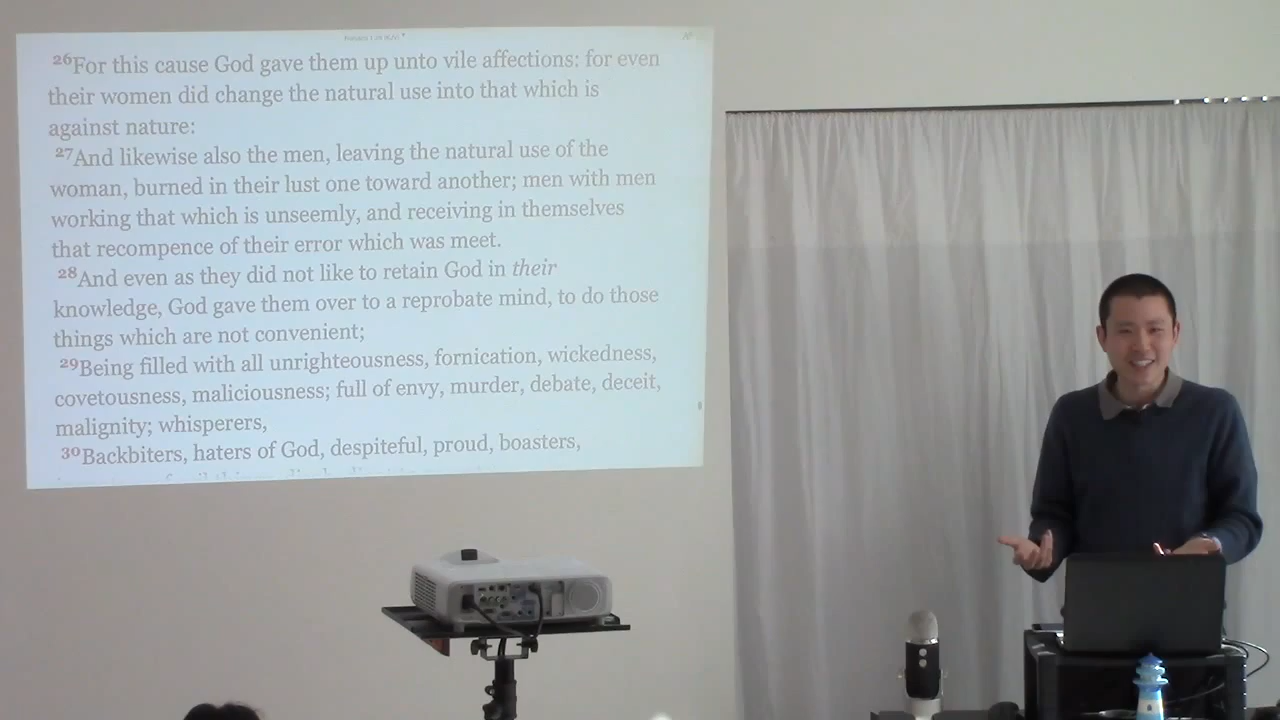 26For this cause God gave them up unto vile affections: for even
their women did change the natural use into that which is
against nature:
27And likewise also the men, leaving the natural use of the
woman, burned in their lust one toward another; men with men
working that which is unseemly, and receiving in themselves
that recompence of their error which was meet.
28And even as they did not like to retain God in their
knowledge, God gave them over to a reprobate mind, to do those
things which are not convenient;
29Being filled with all unrighteousness, fornication, wickedness,
covetousness, maliciousness; full of envy, murder, debate, deceit,
malignity; whisperers,
30Backbiters, haters of God, despiteful, proud, boasters,